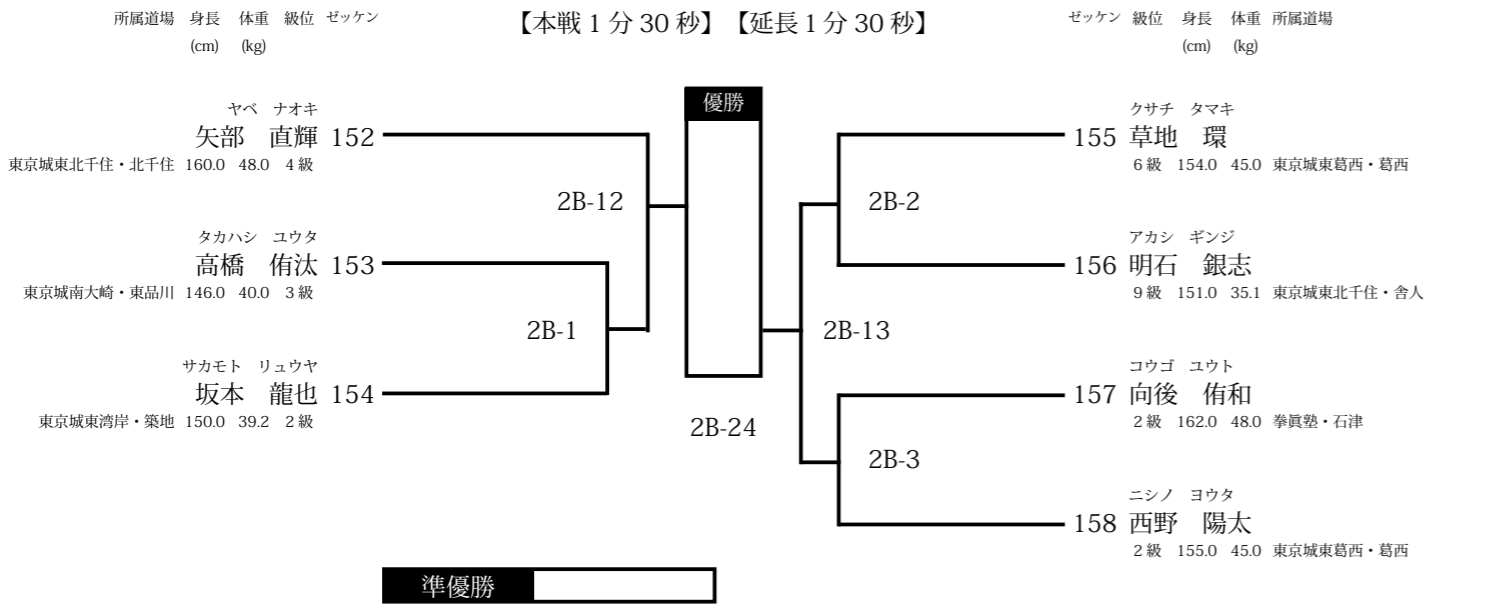 所属道場 身長 体重 級位 ゼッケン
(cm) (kg)
【本戦 1 分 30 秒】【延長 1 分 30 秒】
ゼッケン 級位 身長 体重 所属道場
(cm) (kg)
ヤベ ナオキ
矢部 直輝 152
東京城東北千住・北千住 160.0 48.0 4 級
タカハシ ユウタ
高橋 侑汰 153
東京城南大崎・東品川 146.0 40.0 3 級
サカモト リュウヤ
坂本 龍也 154
東京城東湾岸・築地 150.0 39.2 2 級
2B-12
2B-1
優勝
2B-24
2B-2
2B-13
2B-3
クサチ タマキ
155 草地 環
6 級 154.0 45.0 東京城東葛西・葛西
アカシ ギンジ
156 明石 銀志
9 級 151.0 35.1 東京城東北千住・舎人
コウゴ ユウト
157 向後 侑和
2 級 162.0 48.0 拳眞塾・石津
ニシノ ヨウタ
158 西野 陽太
2 級 155.0 45.0 東京城東葛西・葛西
準優勝